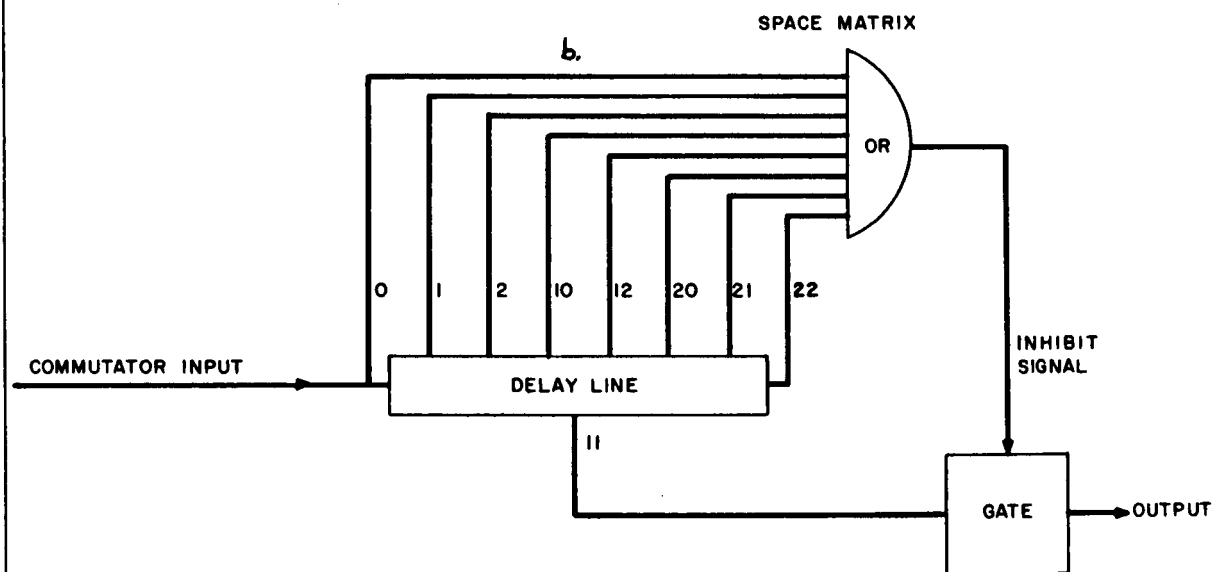 SPACE MATRIX
b.
OR
0 1 2 10 12 20 21 22
COMMUTATOR INPUT
DELAY LINE
INHIBIT
SIGNAL
11
GATE
OUTPUT